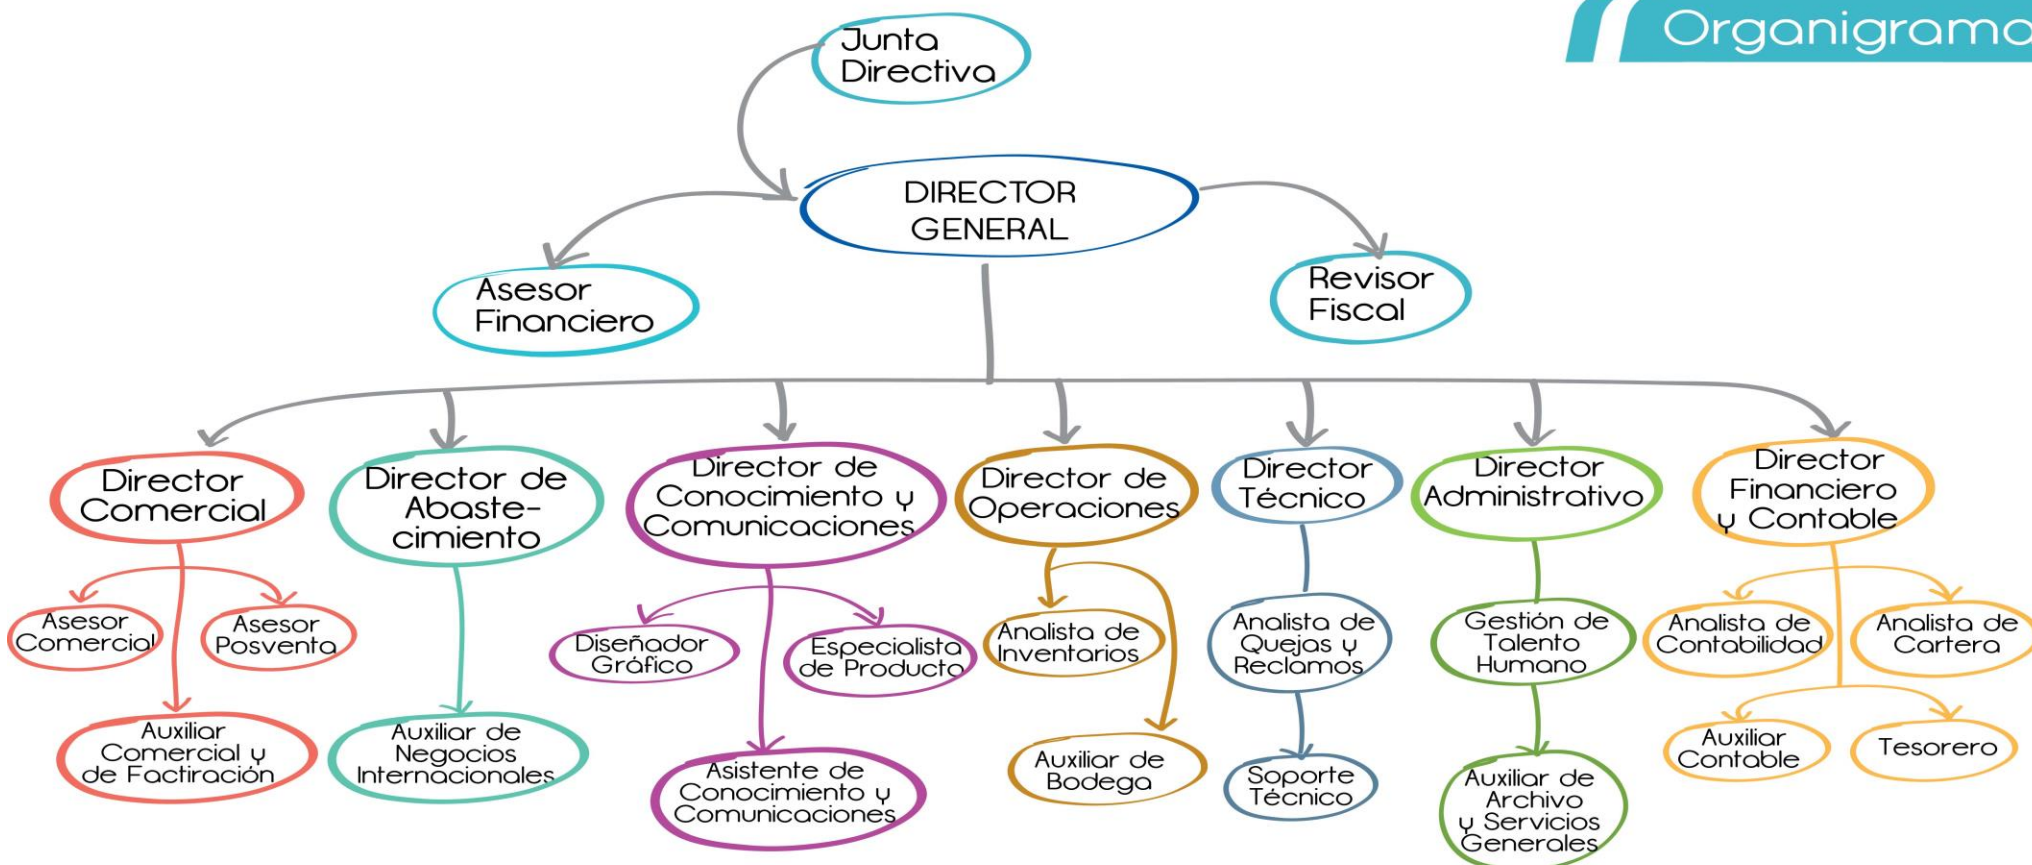 Organigrama
Junta
Directiva
DIRECTOR
GENERAL
Asesor
Financiero
Revisor
Fiscal
Director
Comercial
Director de
Abaste-
cimiento
Director de
Conocimiento y
Comunicaciones
Director de
Operaciones
Director
Técnico
Director
Administrativo
Director
Financiero
y Contable
Asesor
Comercial
Asesor
Posventa
Auxiliar
Comercial y
de Factiración
Auxiliar de
Negocios
Internacionales
Diseñador
Gráfico
Especialista
de Producto
Asistente de
Conocimiento y
Comunicaciones
Analista de
Inventarios
Auxiliar de
Bodega
Analista de
Quejas y
Reclamos
Soporte
Técnico
Gestión de
Talento
Humano
Auxiliar de
Archivo
y Servicios
Generales
Analista de
Contabilidad
Analista de
Cartera
Auxiliar
Contable
Tesorero